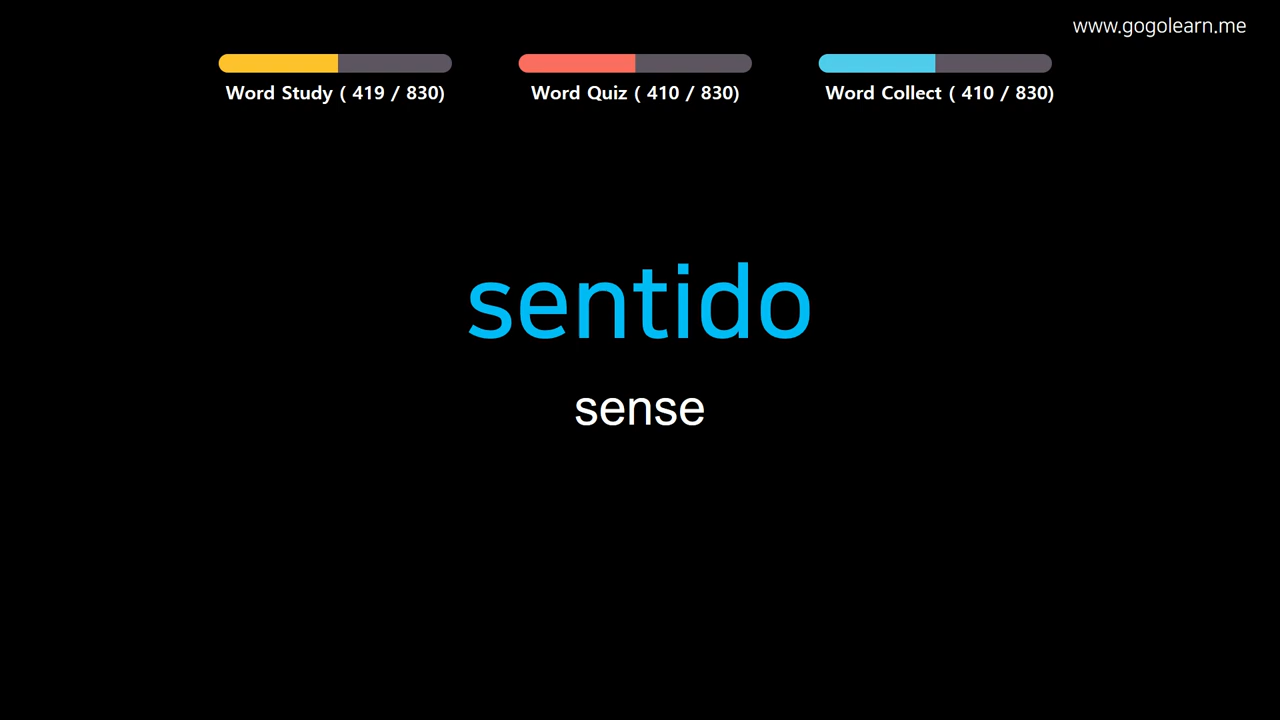 www.gogolearn.me
Word Study ( 419 / 830)
Word Quiz ( 410 / 830)
Word Collect ( 410 / 830)
sentido
sense